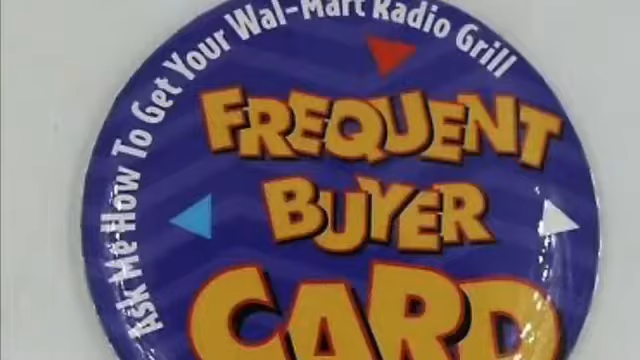 Ask Me How To Get Your Wal-Mart Radio Grill
FREQUENT
BUYER
CARD